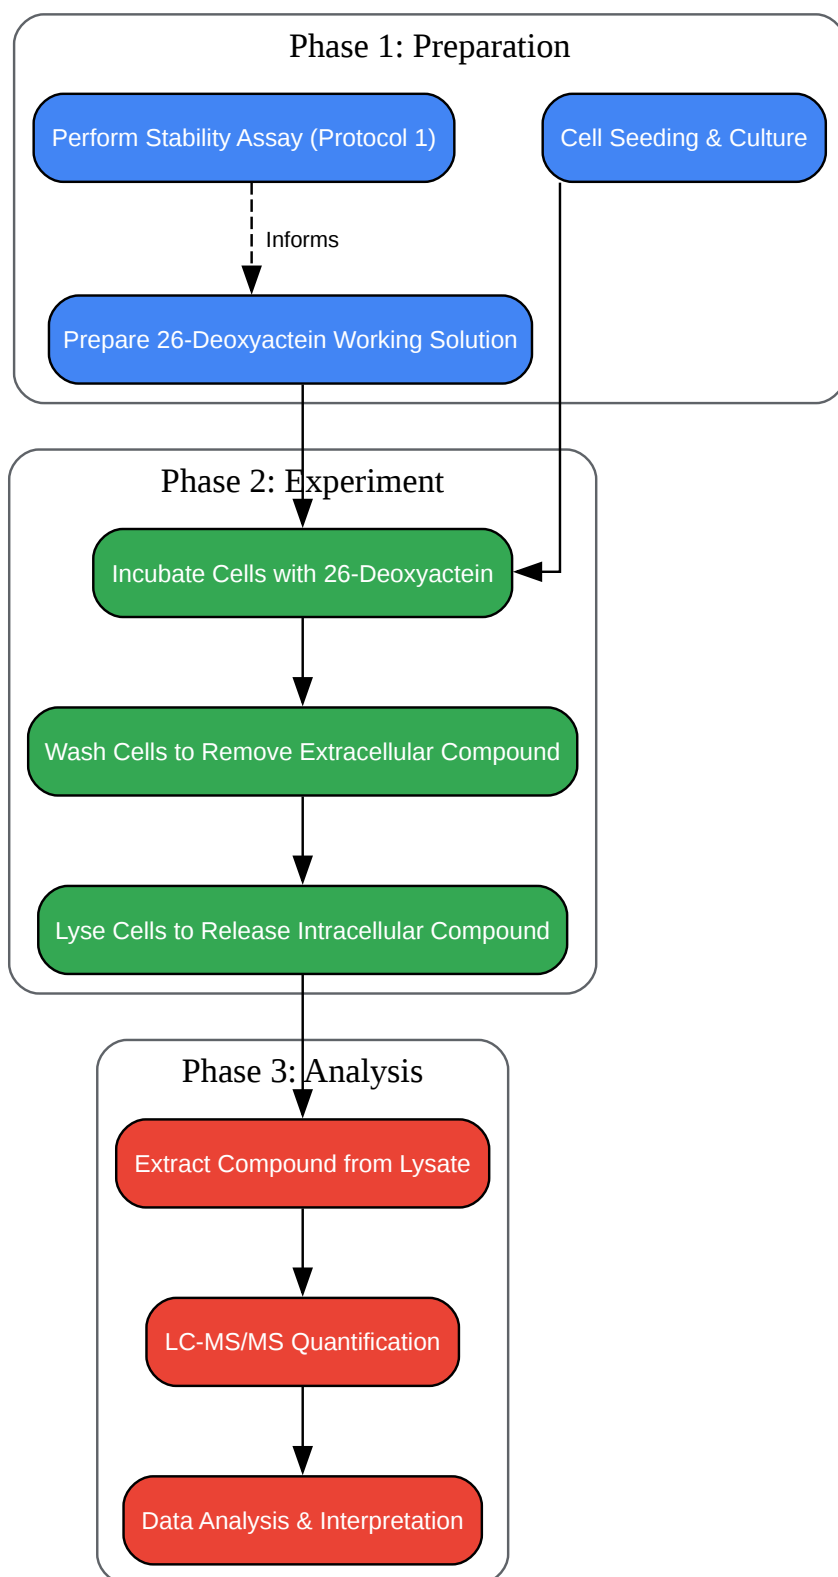 Phase 1: Preparation
Perform Stability Assay (Protocol 1)
Cell Seeding & Culture
Informs
Prepare 26-Deoxyactein Working Solution
Phase 2: Experiment
Incubate Cells with 26-Deoxyactein
Wash Cells to Remove Extracellular Compound
Lyse Cells to Release Intracellular Compound
Phase 3: Analysis
Extract Compound from Lysate
LC-MS/MS Quantification
Data Analysis & Interpretation